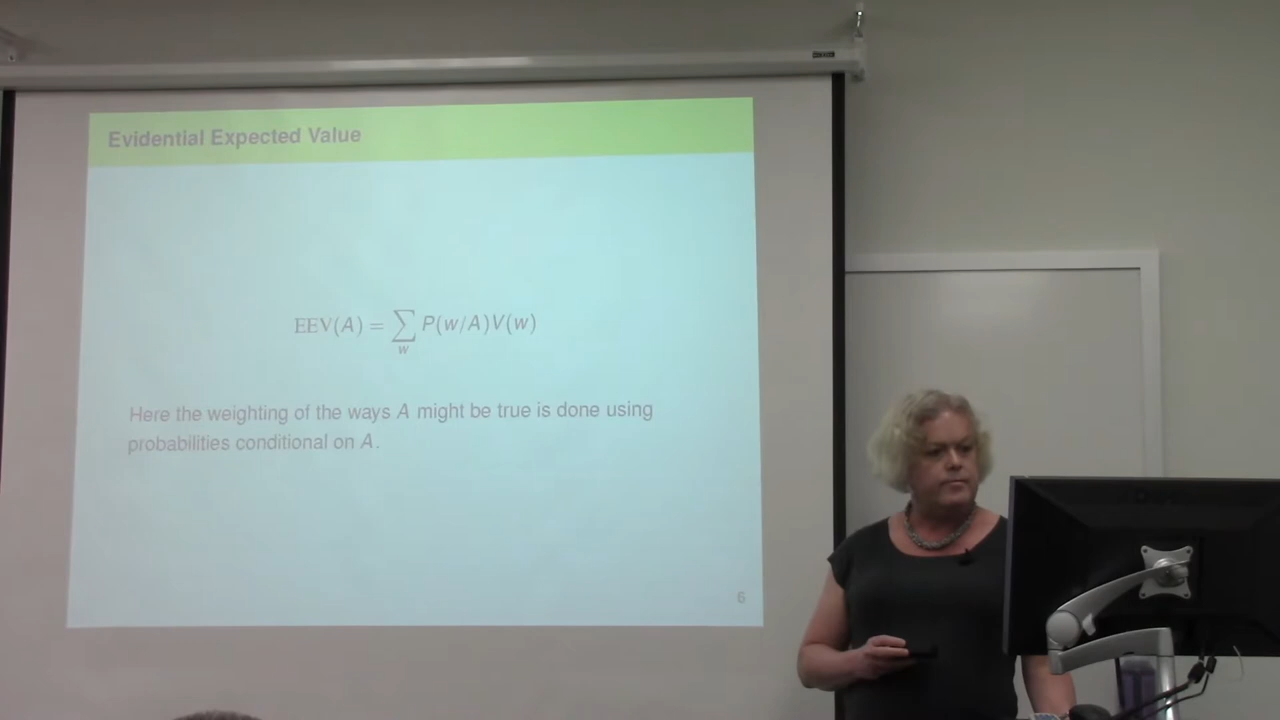 Evidential Expected Value
EEV(A) = ∑ P(w/A)V(w)
w
Here the weighting of the ways A might be true is done using
probabilities conditional on A.
6